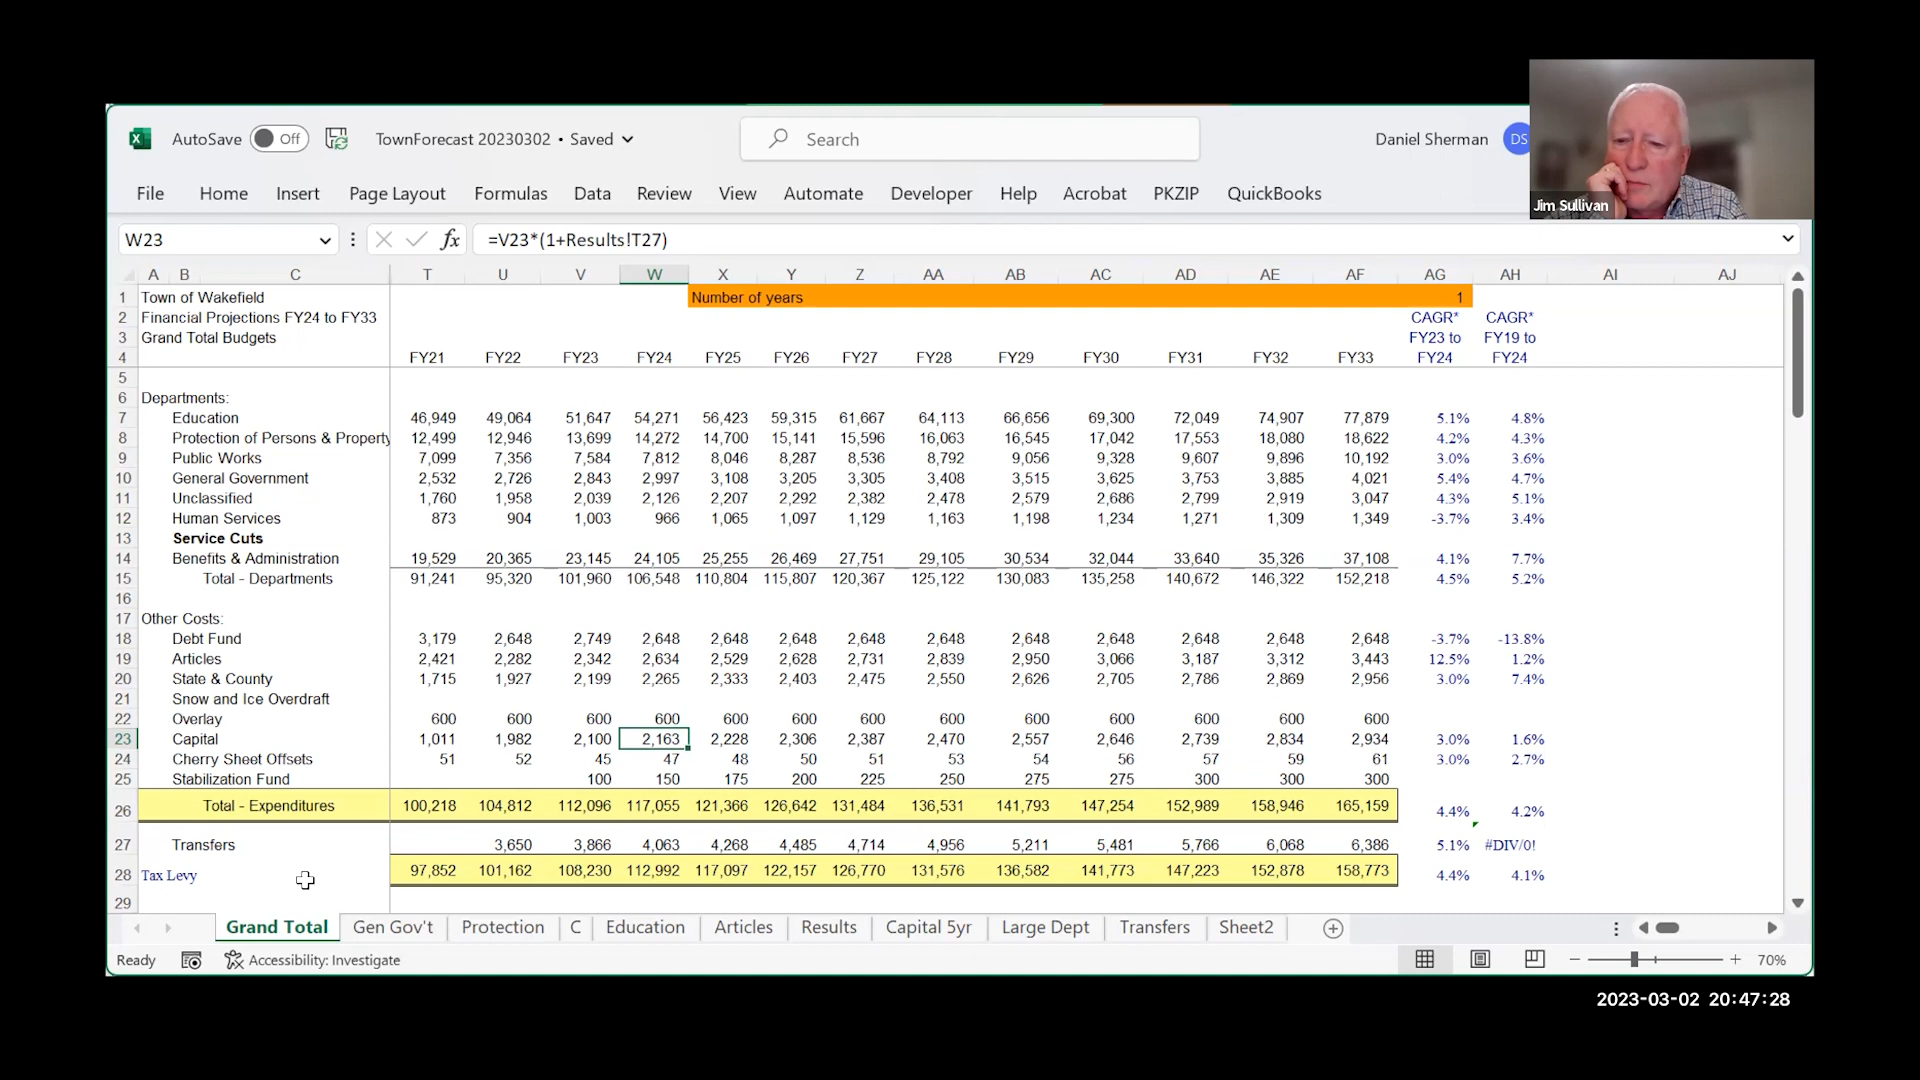 AutoSave Off TownForecast 20230302 • Saved Search Daniel Sherman DS
File Home Insert Page Layout Formulas Data Review View Automate Developer Help Acrobat PKZIP QuickBooks
Jim Sullivan
W23 fx =V23*(1+Results!T27)
A B C T U V W X Y Z AA AB AC AD AE AF AG AH AI AJ
1 Town of Wakefield Number of years 1
2 Financial Projections FY24 to FY33 CAGR* CAGR*
3 Grand Total Budgets FY23 to FY19 to
4 FY21 FY22 FY23 FY24 FY25 FY26 FY27 FY28 FY29 FY30 FY31 FY32 FY33 FY24 FY24
5
6 Departments:
7 Education 46,949 49,064 51,647 54,271 56,423 59,315 61,667 64,113 66,656 69,300 72,049 74,907 77,879 5.1% 4.8%
8 Protection of Persons & Property 12,499 12,946 13,699 14,272 14,700 15,141 15,596 16,063 16,545 17,042 17,553 18,080 18,622 4.2% 4.3%
9 Public Works 7,099 7,356 7,584 7,812 8,046 8,287 8,536 8,792 9,056 9,328 9,607 9,896 10,192 3.0% 3.6%
10 General Government 2,532 2,726 2,843 2,997 3,108 3,205 3,305 3,408 3,515 3,625 3,753 3,885 4,021 5.4% 4.7%
11 Unclassified 1,760 1,958 2,039 2,126 2,207 2,292 2,382 2,478 2,579 2,686 2,799 2,919 3,047 4.3% 5.1%
12 Human Services 873 904 1,003 966 1,065 1,097 1,129 1,163 1,198 1,234 1,271 1,309 1,349 -3.7% 3.4%
13 Service Cuts
14 Benefits & Administration 19,529 20,365 23,145 24,105 25,255 26,469 27,751 29,105 30,534 32,044 33,640 35,326 37,108 4.1% 7.7%
15 Total - Departments 91,241 95,320 101,960 106,548 110,804 115,807 120,367 125,122 130,083 135,258 140,672 146,322 152,218 4.5% 5.2%
16
17 Other Costs:
18 Debt Fund 3,179 2,648 2,749 2,648 2,648 2,648 2,648 2,648 2,648 2,648 2,648 2,648 2,648 -3.7% -13.8%
19 Articles 2,421 2,282 2,342 2,634 2,529 2,628 2,731 2,839 2,950 3,066 3,187 3,312 3,443 12.5% 1.2%
20 State & County 1,715 1,927 2,199 2,265 2,333 2,403 2,475 2,550 2,626 2,705 2,786 2,869 2,956 3.0% 7.4%
21 Snow and Ice Overdraft
22 Overlay 600 600 600 600 600 600 600 600 600 600 600 600 600
23 Capital 1,011 1,982 2,100 2,163 2,228 2,306 2,387 2,470 2,557 2,646 2,739 2,834 2,934 3.0% 1.6%
24 Cherry Sheet Offsets 51 52 45 47 48 50 51 53 54 56 57 59 61 3.0% 2.7%
25 Stabilization Fund 100 150 175 200 225 250 275 275 300 300 300
26 Total - Expenditures 100,218 104,812 112,096 117,055 121,366 126,642 131,484 136,531 141,793 147,254 152,989 158,946 165,159 4.4% 4.2%
27 Transfers 3,650 3,866 4,063 4,268 4,485 4,714 4,956 5,211 5,481 5,766 6,068 6,386 5.1% #DIV/0!
28 Tax Levy 97,852 101,162 108,230 112,992 117,097 122,157 126,770 131,576 136,582 141,773 147,223 152,878 158,773 4.4% 4.1%
29
Grand Total Gen Gov't Protection C Education Articles Results Capital 5yr Large Dept Transfers Sheet2
Ready Accessibility: Investigate 70%
2023-03-02 20:47:28